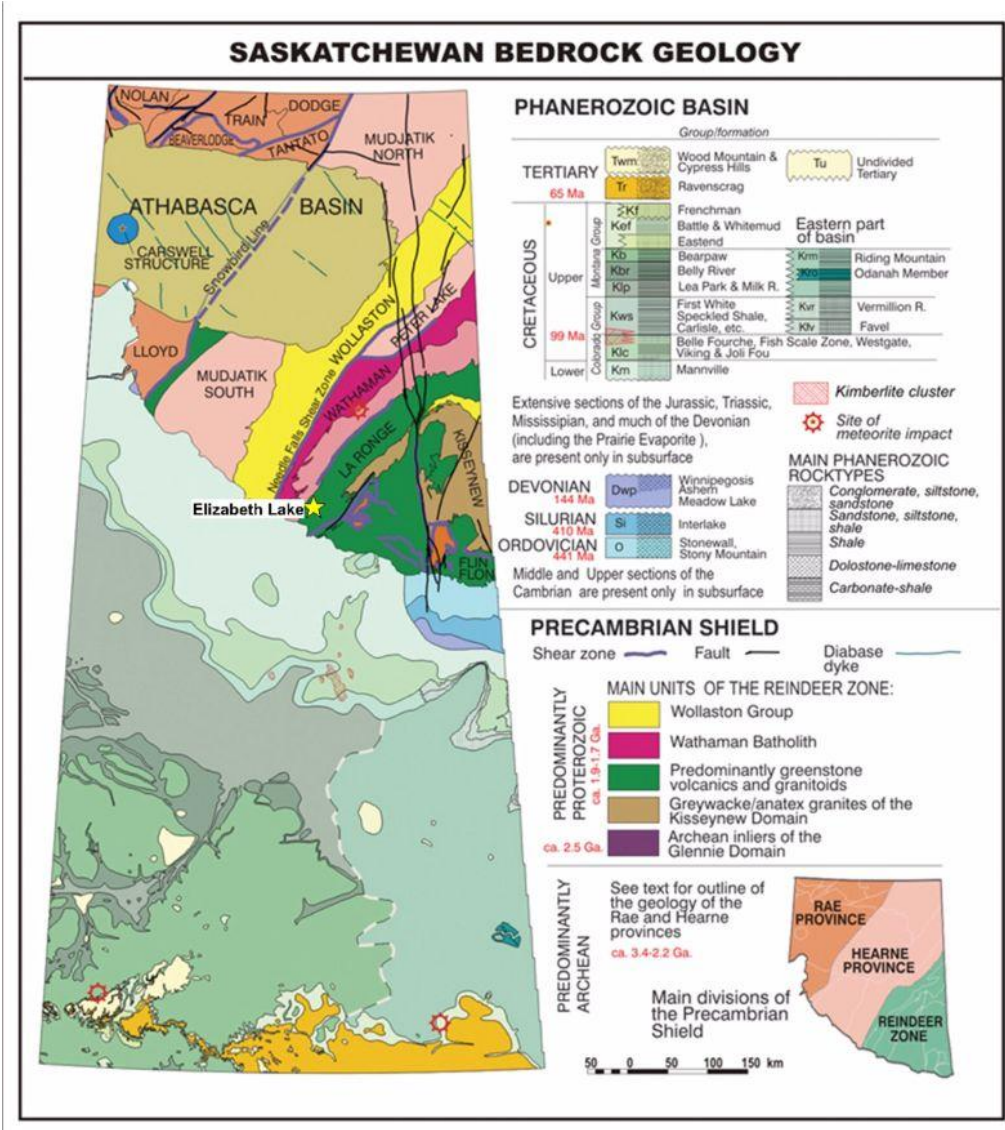 SASKATCHEWAN BEDROCK GEOLOGY
NOLAN
DODGE
TRAIN
BEAVERLODGE
TANTATO
MUDJATIK
NORTH
ATHABASCA
BASIN
CARSWELL
STRUCTURE
Snowbird Line
LLOYD
MUDJATIK
SOUTH
Needle Falls Shear Zone
WOLLASTON
PETER LAKE
WATHAMAN
LA RONGE
KISSEYNEW
Elizabeth Lake
FLIN
FLON
PHANEROZOIC BASIN
Group/formation
TERTIARY
65 Ma
Twm
Wood Mountain &
Cypress Hills
Tr
Ravenscrag
Tu
Undivided
Tertiary
CRETACEOUS
99 Ma
Upper
Lower
Montana Group
Colorado Group
Kf
Frenchman
Kef
Battle & Whitemud
Eastend
Kb
Bearpaw
Kbr
Belly River
Klp
Lea Park & Milk R.
Kws
First White
Speckled Shale,
Carlisle, etc.
Klc
Belle Fourche, Fish Scale Zone, Westgate,
Viking & Joli Fou
Km
Mannville
Eastern part
of basin
Krm
Riding Mountain
Kro
Odanah Member
Kvr
Vermillion R.
Kfv
Favel
Extensive sections of the Jurassic, Triassic,
Missisipian, and much of the Devonian
(including the Prairie Evaporite ),
are present only in subsurface
Kimberlite cluster
Site of
meteorite impact
DEVONIAN
144 Ma
Dwp
Winnipegosis
Ashern
Meadow Lake
SILURIAN
410 Ma
Si
Interlake
ORDOVICIAN
441 Ma
O
Stonewall,
Stony Mountain
Middle and Upper sections of the
Cambrian are present only in subsurface
MAIN PHANEROZOIC
ROCKTYPES
Conglomerate, siltstone,
sandstone
Sandstone, siltstone,
shale
Shale
Dolostone-limestone
Carbonate-shale
PRECAMBRIAN SHIELD
Shear zone
Fault
Diabase
dyke
MAIN UNITS OF THE REINDEER ZONE:
PREDOMINANTLY
PROTEROZOIC
ca. 1.9-1.7 Ga.
Wollaston Group
Wathaman Batholith
Predominantly greenstone
volcanics and granitoids
Greywacke/anatex granites of the
Kisseynew Domain
ca. 2.5 Ga.
Archean inliers of the
Glennie Domain
PREDOMINANTLY
ARCHEAN
See text for outline of
the geology of the
Rae and Hearne
provinces
ca. 3.4-2.2 Ga.
Main divisions of
the Precambrian
Shield
RAE
PROVINCE
HEARNE
PROVINCE
REINDEER
ZONE
50 0 50 100 150 km